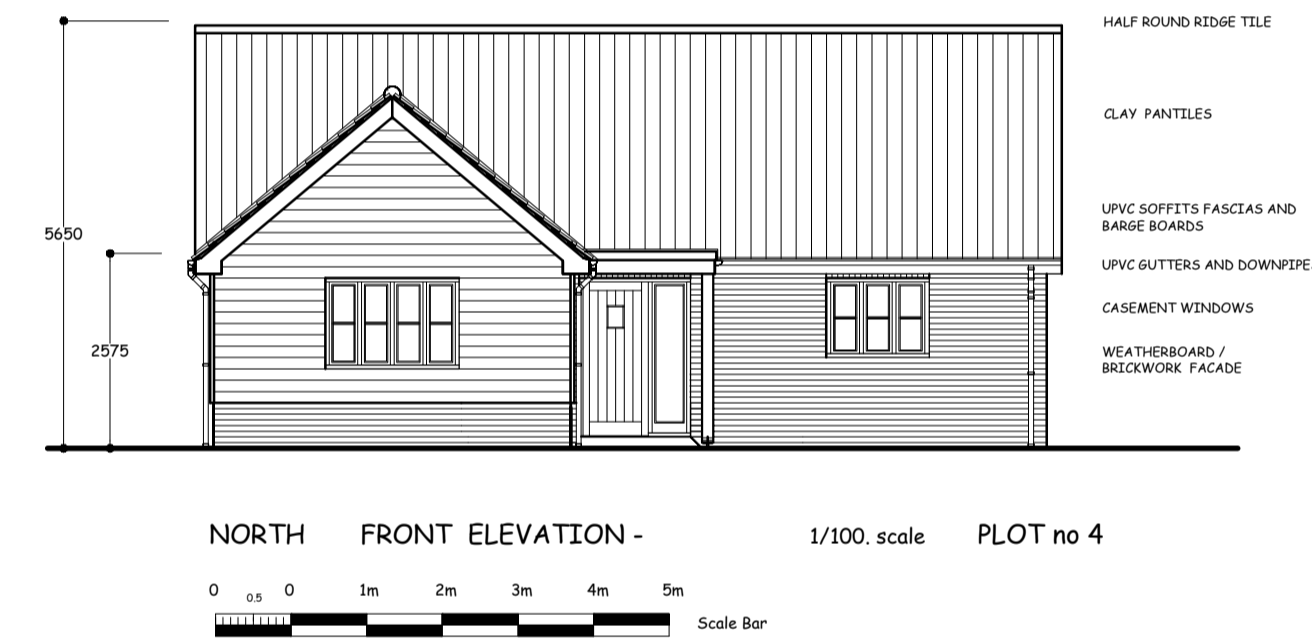 HALF ROUND RIDGE TILE
CLAY PANTILES
UPVC SOFFITS FASCIAS AND
BARGE BOARDS
5650
UPVC GUTTERS AND DOWNPIPE
CASEMENT WINDOWS
2575
WEATHERBOARD /
BRICKWORK FACADE
NORTH FRONT ELEVATION - 1/100. scale PLOT no 4
0 0.5 0 1m 2m 3m 4m 5m
Scale Bar